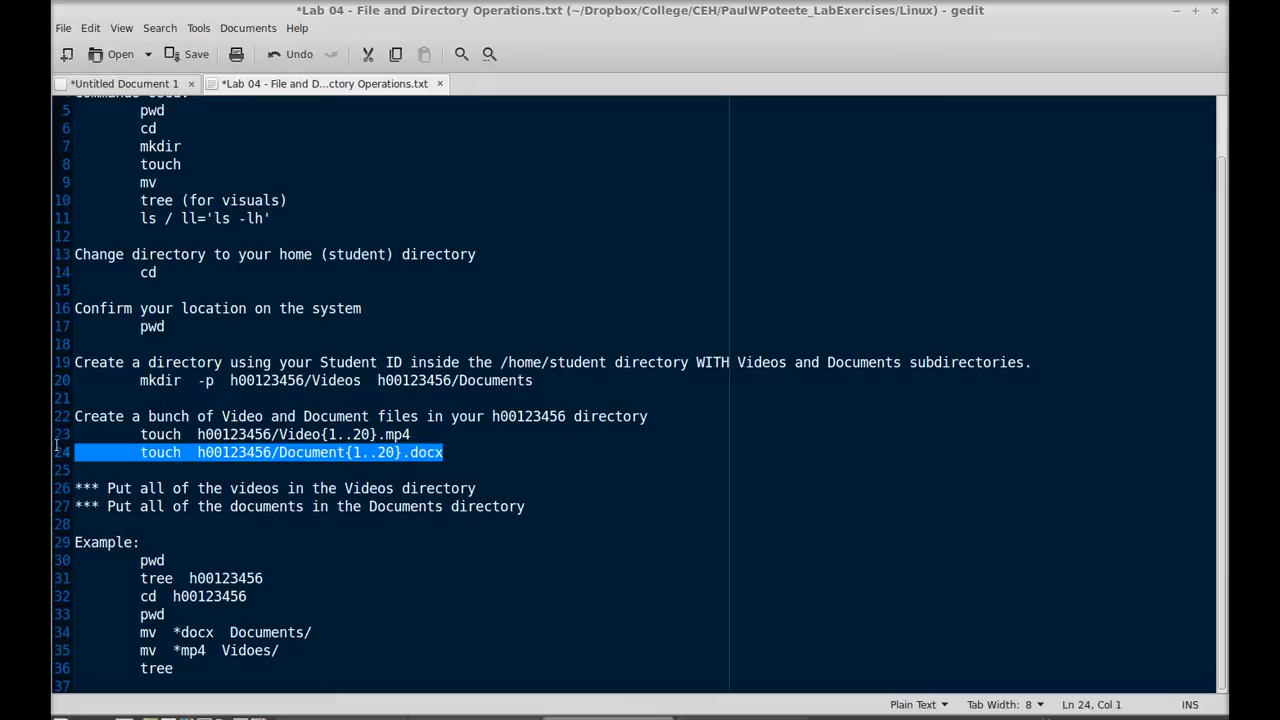 *Lab 04 - File and Directory Operations.txt (~/Dropbox/College/CEH/PaulWPoteete_LabExercises/Linux) - gedit
File Edit View Search Tools Documents Help
Open Save Undo
*Untitled Document 1 × *Lab 04 - File and D...ctory Operations.txt ×
5 pwd
6 cd
7 mkdir
8 touch
9 mv
10 tree (for visuals)
11 ls / ll='ls -lh'
12
13 Change directory to your home (student) directory
14 cd
15
16 Confirm your location on the system
17 pwd
18
19 Create a directory using your Student ID inside the /home/student directory WITH Videos and Documents subdirectories.
20 mkdir -p h00123456/Videos h00123456/Documents
21
22 Create a bunch of Video and Document files in your h00123456 directory
23 touch h00123456/Video{1..20}.mp4
24 touch h00123456/Document{1..20}.docx
25
26 *** Put all of the videos in the Videos directory
27 *** Put all of the documents in the Documents directory
28
29 Example:
30 pwd
31 tree h00123456
32 cd h00123456
33 pwd
34 mv *docx Documents/
35 mv *mp4 Vidoes/
36 tree
37
Plain Text Tab Width: 8 Ln 24, Col 1 INS